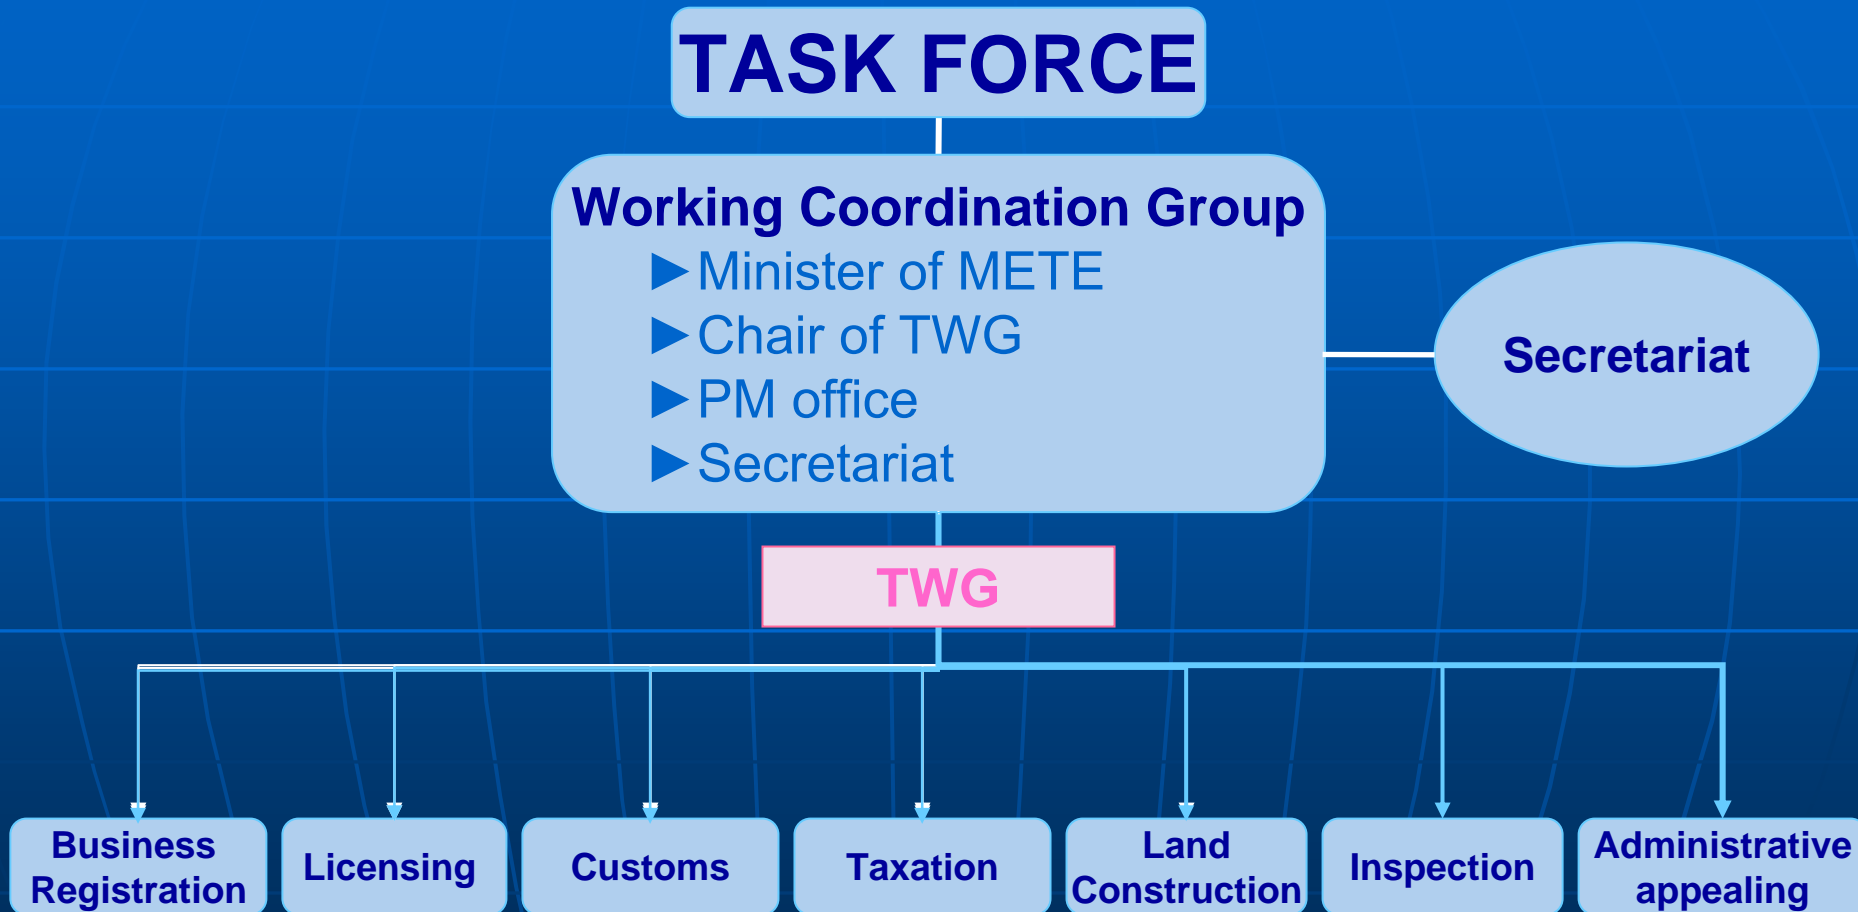 TASK FORCE
Working Coordination Group
►Minister of METE
►Chair of TWG
►PM office
►Secretariat
Secretariat
TWG
Business
Registration
Licensing
Customs
Taxation
Land
Construction
Inspection
Administrative
appealing